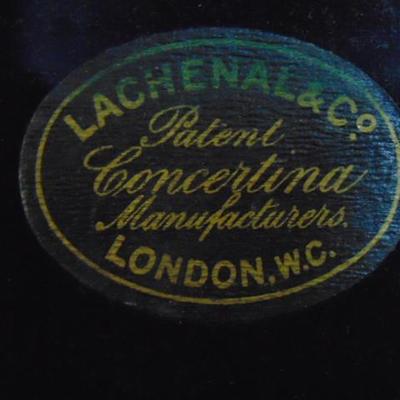 LACHENAL & Co.
Patent
Concertina
Manufacturers.
LONDON. W.C.